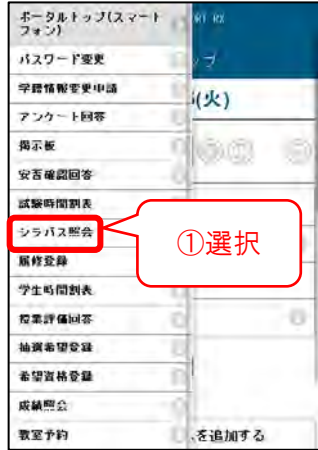 ポータルトップ(スマート
フォン)
パスワード変更
学籍情報変更申請
アンケート回答
掲示板
安否確認回答
試験時間割表
シラバス照会
履修登録
学生時間割表
授業評価回答
抽選希望登録
希望資格登録
成績照会
教室予約
RX
ップ
(火)
①選択
を追加する